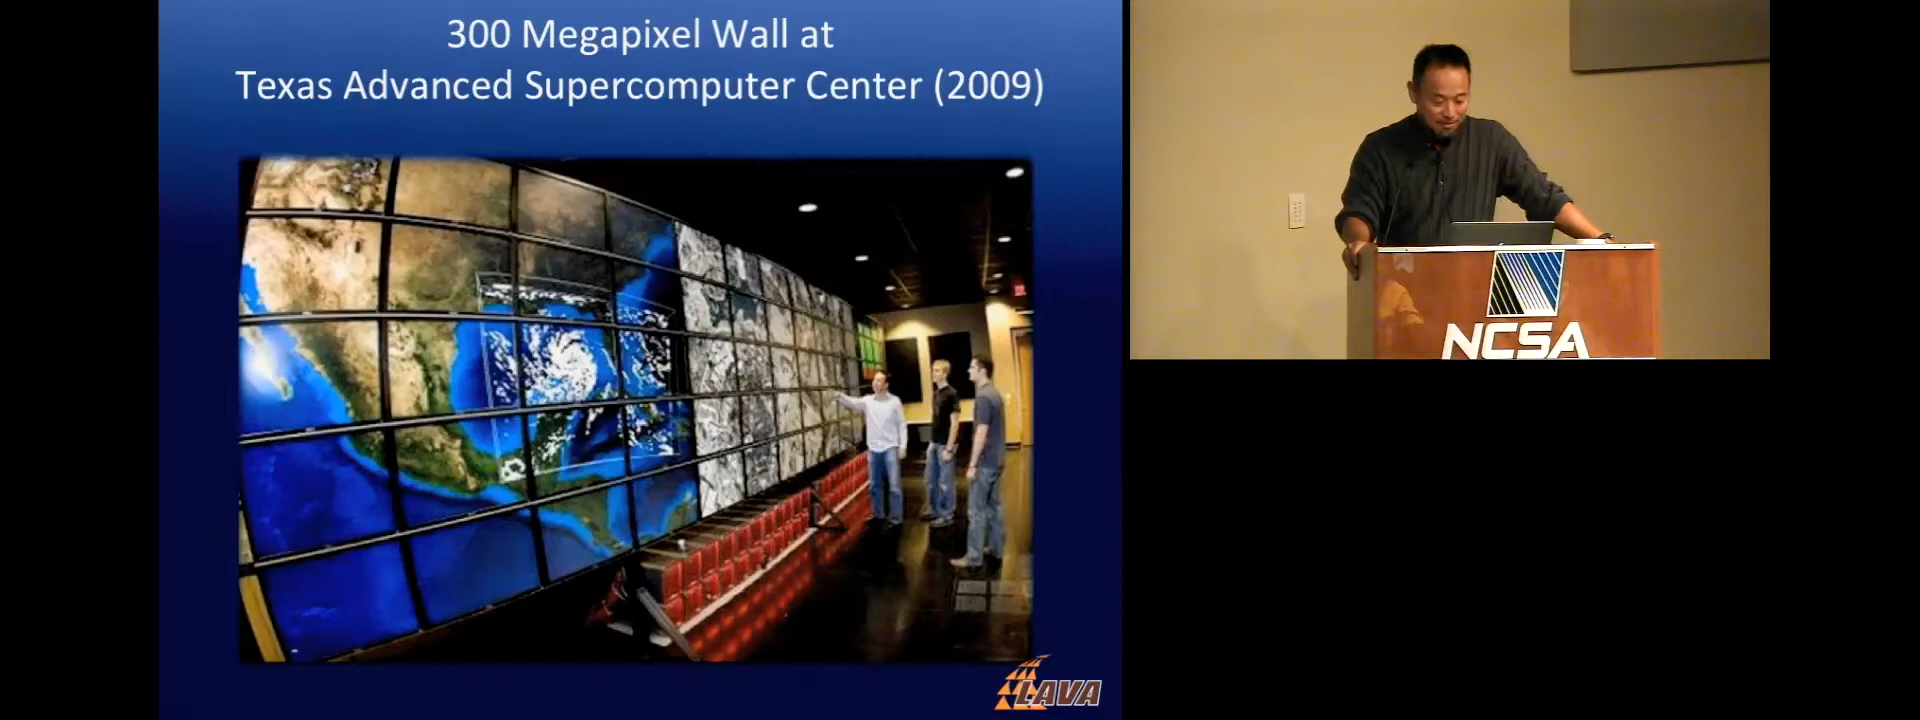 300 Megapixel Wall at
Texas Advanced Supercomputer Center (2009)
LAVA
NCSA